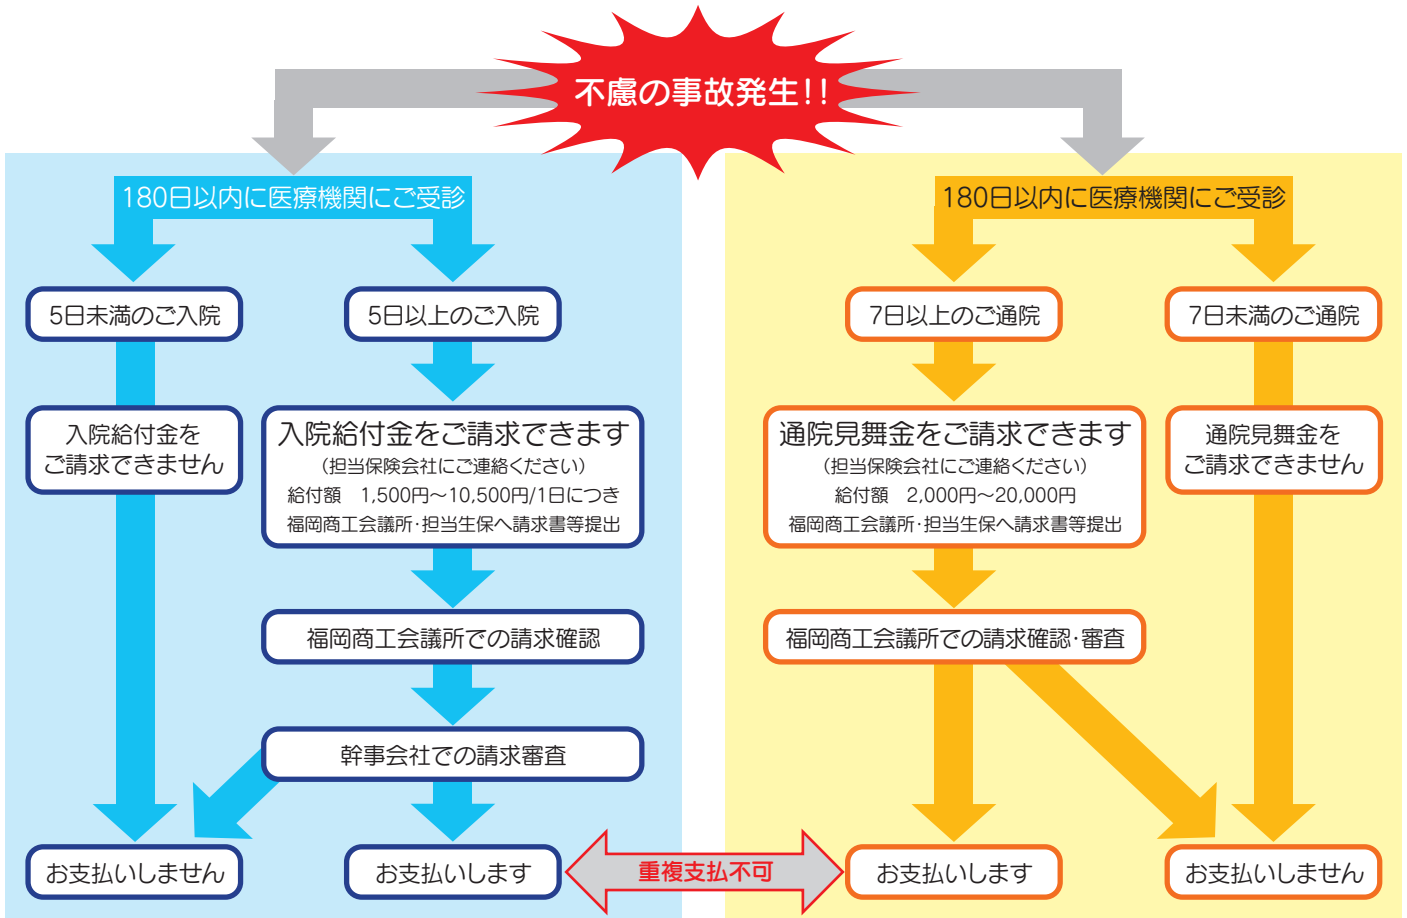 不慮の事故発生!!
180日以内に医療機関にご受診
5日未満のご入院
5日以上のご入院
入院給付金を
ご請求できません
入院給付金をご請求できます
(担当保険会社にご連絡ください)
給付額 1,500円〜10,500円/1日につき
福岡商工会議所・担当生保へ請求書等提出
福岡商工会議所での請求確認
幹事会社での請求審査
お支払いしません
お支払いします
重複支払不可
180日以内に医療機関にご受診
7日以上のご通院
7日未満のご通院
通院見舞金をご請求できます
(担当保険会社にご連絡ください)
給付額 2,000円〜20,000円
福岡商工会議所・担当生保へ請求書等提出
通院見舞金を
ご請求できません
福岡商工会議所での請求確認・審査
お支払いします
お支払いしません